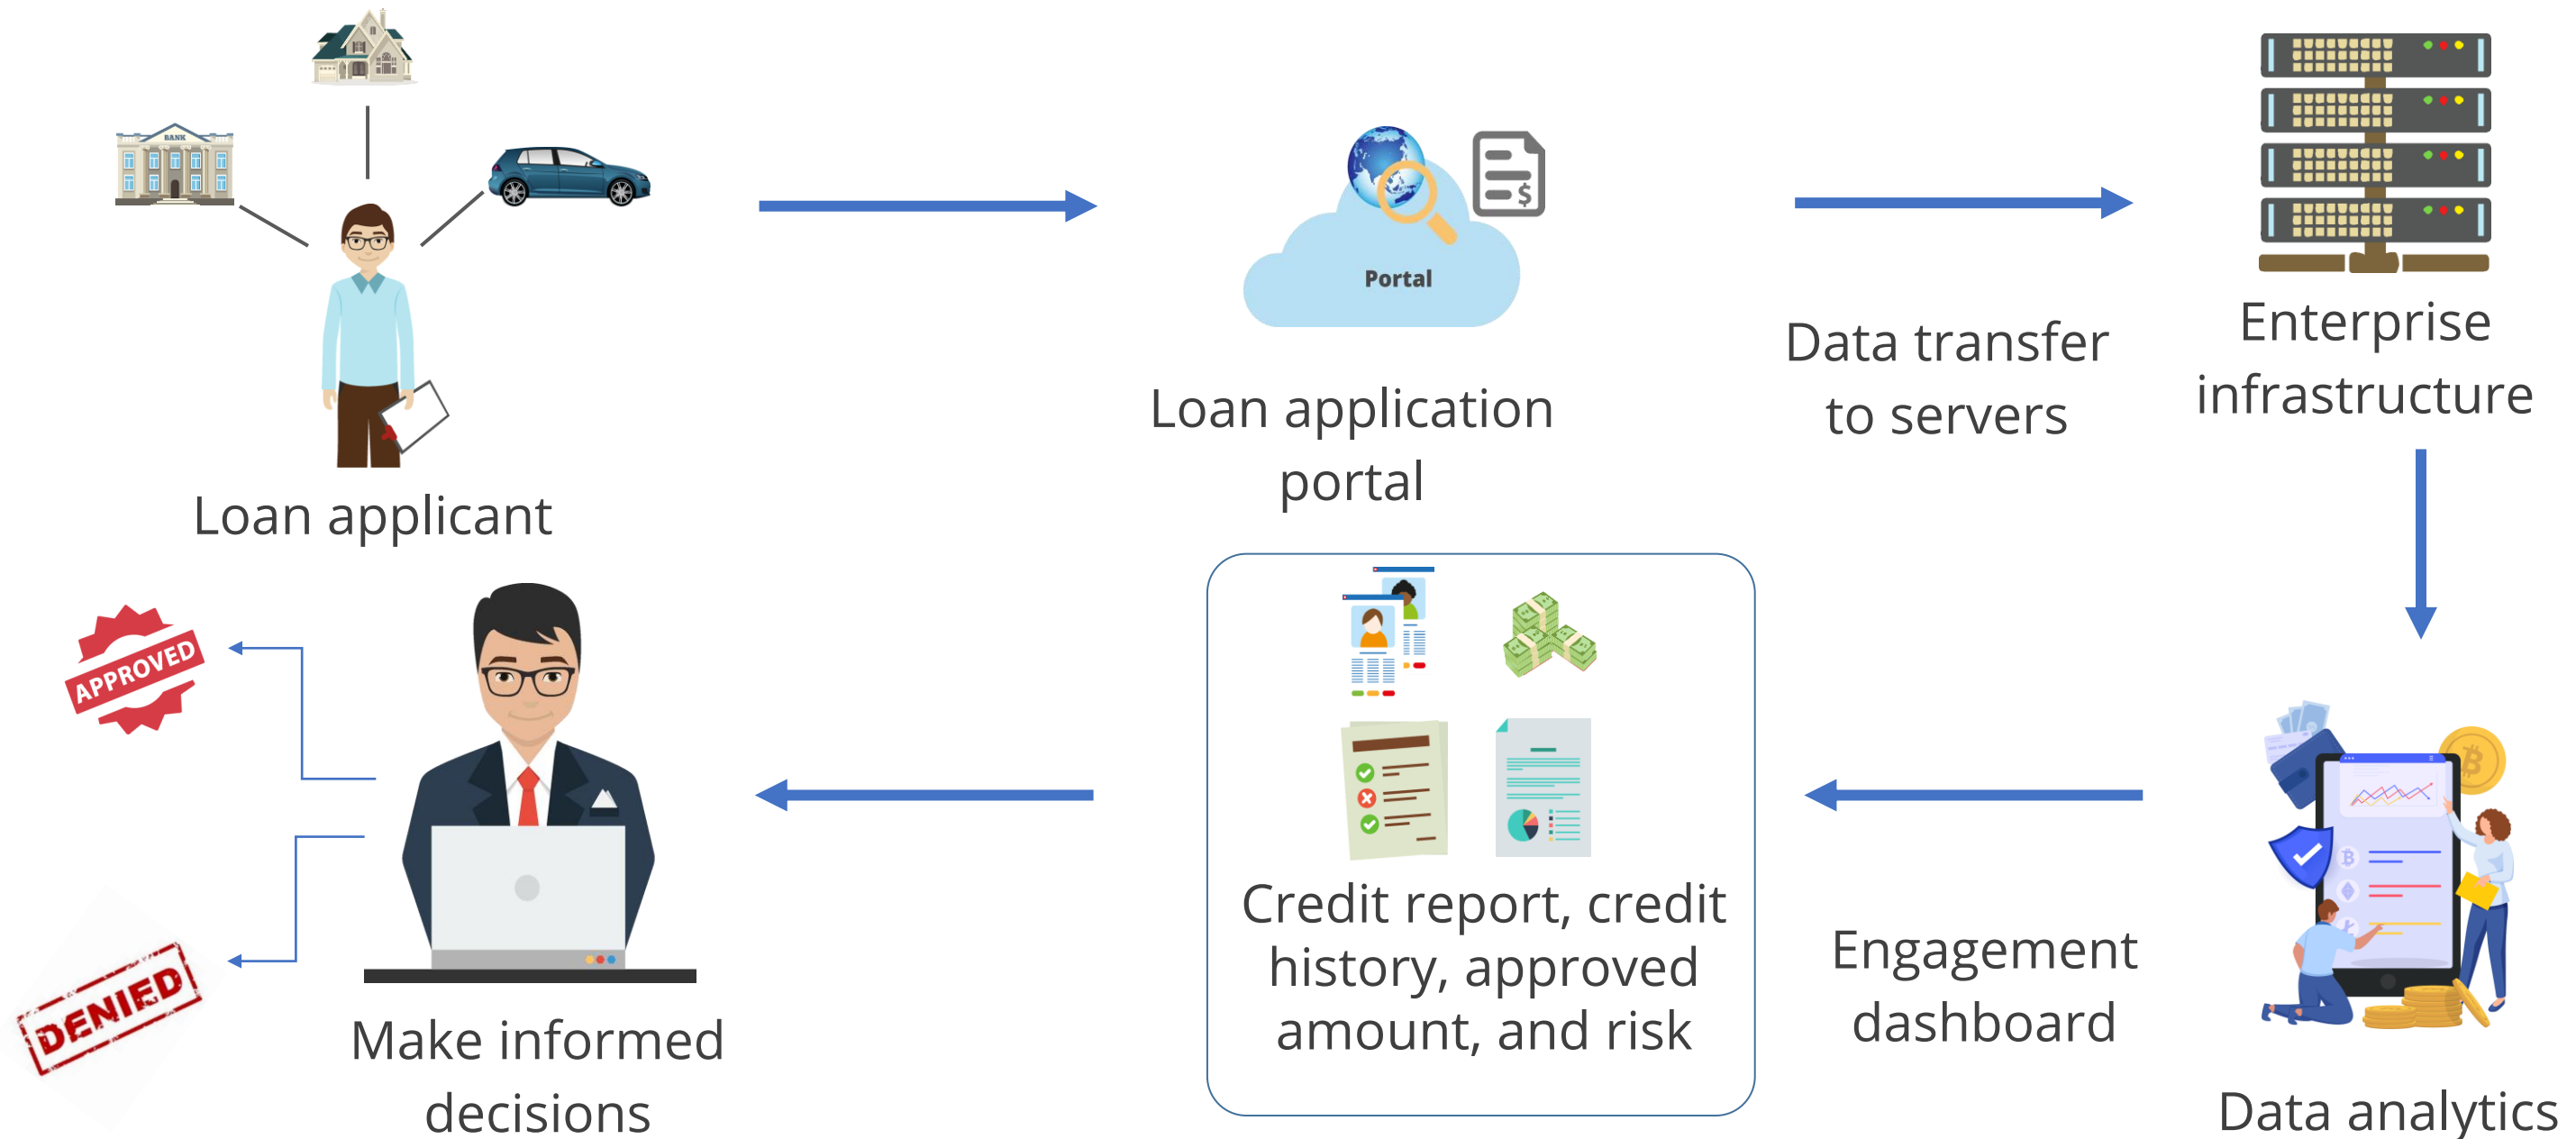 BANK
Loan applicant
Portal
Loan application
portal
Data transfer
to servers
Enterprise
infrastructure
APPROVED
DENIED
Make informed
decisions
$
Credit report, credit
history, approved
amount, and risk
Engagement
dashboard
Data analytics